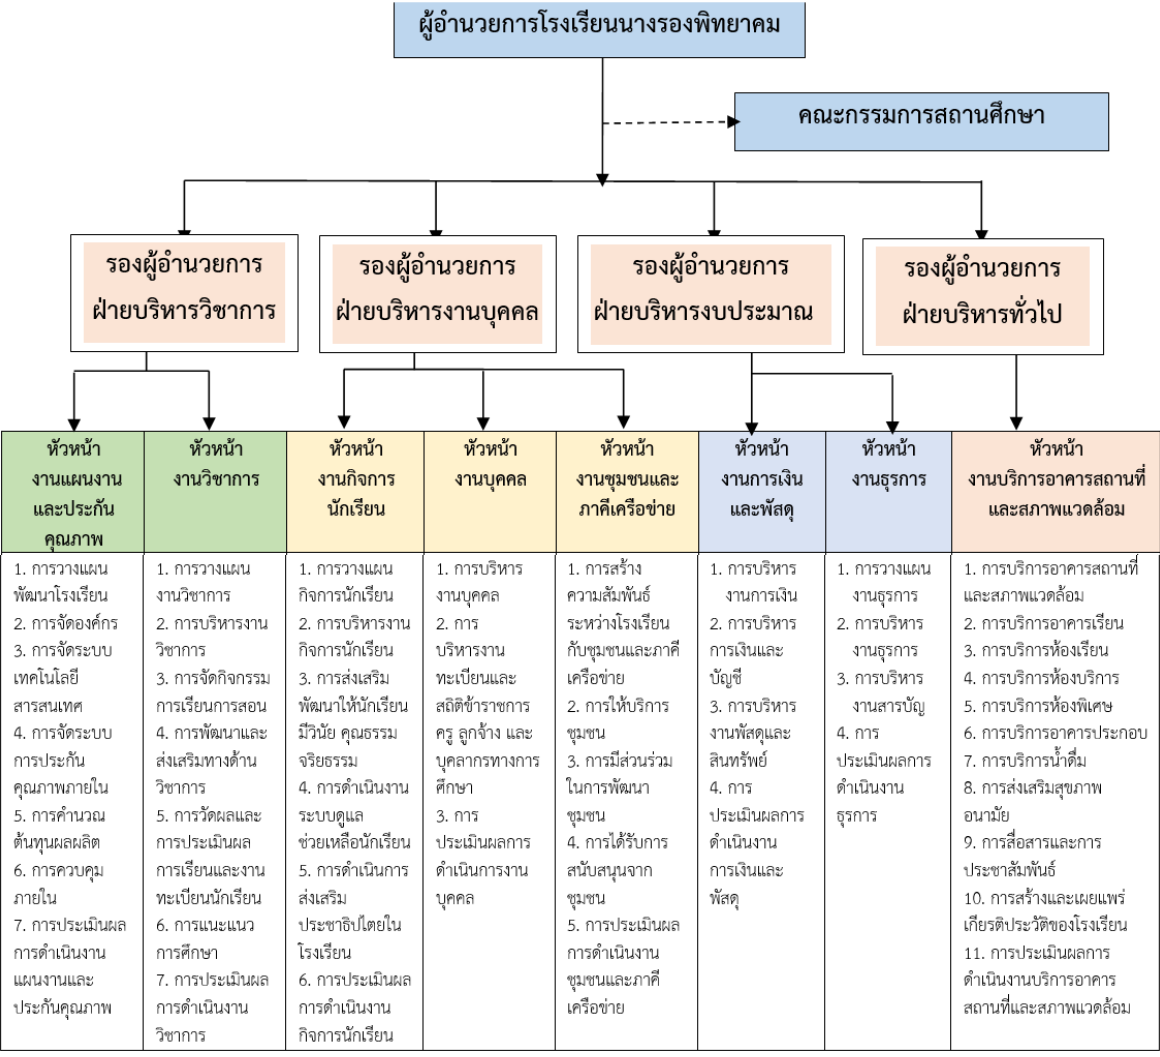 ผู้อำนวยการโรงเรียนนางรองพิทยาคม
คณะกรรมการสถานศึกษา
รองผู้อำนวยการ
ฝ่ายบริหารวิชาการ
รองผู้อำนวยการ
ฝ่ายบริหารงานบุคคล
รองผู้อำนวยการ
ฝ่ายบริหารงบประมาณ
รองผู้อำนวยการ
ฝ่ายบริหารทั่วไป
หัวหน้า
งานแผนงาน
และประกัน
คุณภาพ
1. การวางแผน
พัฒนาโรงเรียน
2. การจัดองค์กร
3. การจัดระบบ
เทคโนโลยี
สารสนเทศ
4. การจัดระบบ
การประกัน
คุณภาพภายใน
5. การคำนวณ
ต้นทุนผลผลิต
6. การควบคุม
ภายใน
7. การประเมินผล
การดำเนินงาน
แผนงานและ
ประกันคุณภาพ
หัวหน้า
งานวิชาการ
1. การวางแผน
งานวิชาการ
2. การบริหารงาน
วิชาการ
3. การจัดกิจกรรม
การเรียนการสอน
4. การพัฒนาและ
ส่งเสริมทางด้าน
วิชาการ
5. การวัดผลและ
การประเมินผล
การเรียนและงาน
ทะเบียนนักเรียน
6. การแนะแนว
การศึกษา
7. การประเมินผล
การดำเนินงาน
วิชาการ
หัวหน้า
งานกิจการ
นักเรียน
1. การวางแผน
กิจการนักเรียน
2. การบริหารงาน
กิจการนักเรียน
3. การส่งเสริม
พัฒนาให้นักเรียน
มีวินัย คุณธรรม
จริยธรรม
4. การดำเนินงาน
ระบบดูแล
ช่วยเหลือนักเรียน
5. การดำเนินการ
ส่งเสริม
ประชาธิปไตยใน
โรงเรียน
6. การประเมินผล
การดำเนินงาน
กิจการนักเรียน
หัวหน้า
งานบุคคล
1. การบริหาร
งานบุคคล
2. การ
บริหารงาน
ทะเบียนและ
สถิติข้าราชการ
ครู ลูกจ้าง และ
บุคลากรทางการ
ศึกษา
3. การ
ประเมินผลการ
ดำเนินการงาน
บุคคล
หัวหน้า
งานชุมชนและ
ภาคีเครือข่าย
1. การสร้าง
ความสัมพันธ์
ระหว่างโรงเรียน
กับชุมชนและภาคี
เครือข่าย
2. การให้บริการ
ชุมชน
3. การมีส่วนร่วม
ในการพัฒนา
ชุมชน
4. การได้รับการ
สนับสนุนจาก
ชุมชน
5. การประเมินผล
การดำเนินงาน
ชุมชนและภาคี
เครือข่าย
หัวหน้า
งานการเงิน
และพัสดุ
1. การบริหาร
งานการเงิน
2. การบริหาร
การเงินและ
บัญชี
3. การบริหาร
งานพัสดุและ
สินทรัพย์
4. การ
ประเมินผลการ
ดำเนินงาน
การเงินและ
พัสดุ
หัวหน้า
งานธุรการ
1. การวางแผน
งานธุรการ
2. การบริหาร
งานธุรการ
3. การบริหาร
งานสารบัญ
4. การ
ประเมินผลการ
ดำเนินงาน
ธุรการ
หัวหน้า
งานบริการอาคารสถานที่
และสภาพแวดล้อม
1. การบริการอาคารสถานที่
และสภาพแวดล้อม
2. การบริการอาคารเรียน
3. การบริการห้องเรียน
4. การบริการห้องบริการ
5. การบริการห้องพิเศษ
6. การบริการอาคารประกอบ
7. การบริการน้ำดื่ม
8. การส่งเสริมสุขภาพ
อนามัย
9. การสื่อสารและการ
ประชาสัมพันธ์
10. การสร้างและเผยแพร่
เกียรติประวัติของโรงเรียน
11. การประเมินผลการ
ดำเนินงานบริการอาคาร
สถานที่และสภาพแวดล้อม